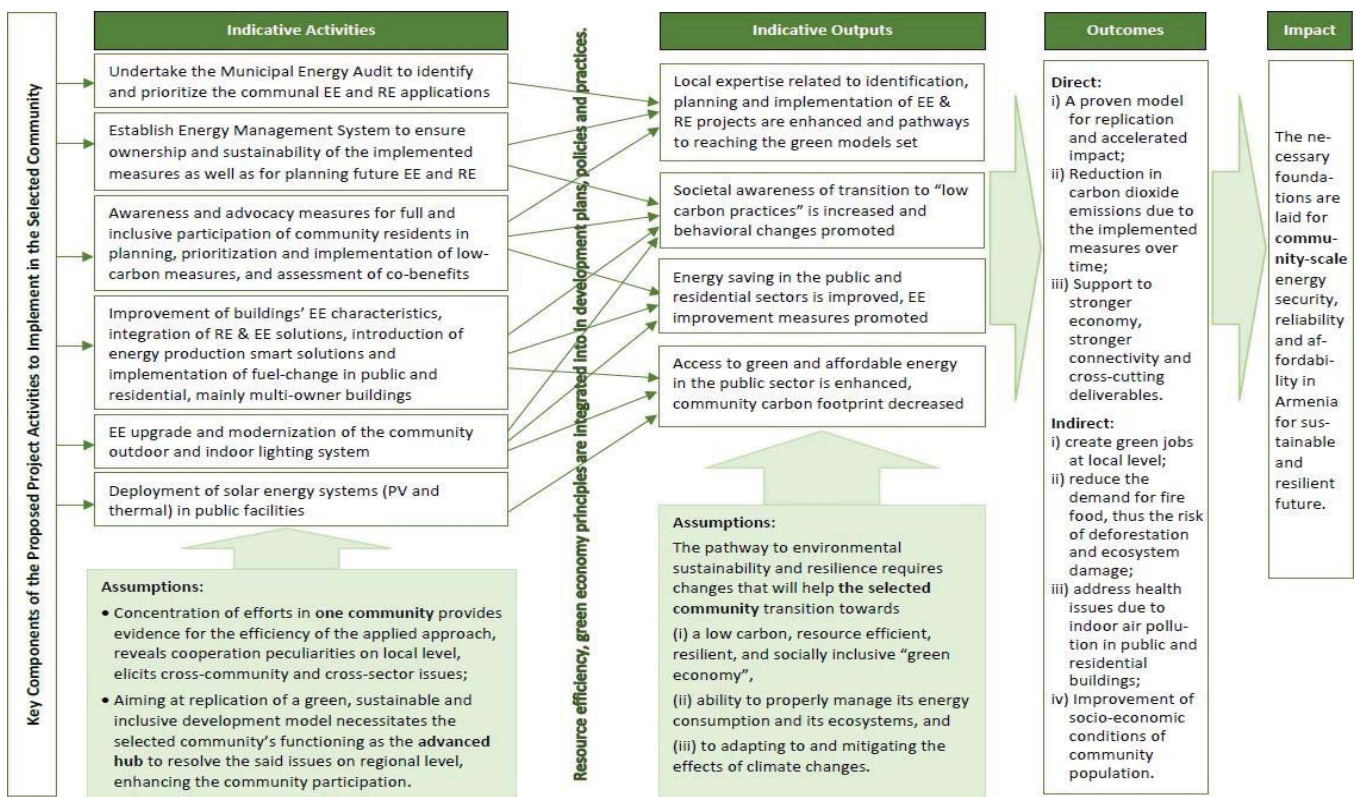 Key Components of the Proposed Project Activities to Implement in the Selected Community
Indicative Activities
Undertake the Municipal Energy Audit to identify
and prioritize the communal EE and RE applications
Establish Energy Management System to ensure
ownership and sustainability of the implemented
measures as well as for planning future EE and RE
Awareness and advocacy measures for full and
inclusive participation of community residents in
planning, prioritization and implementation of low-
carbon measures, and assessment of co-benefits
Improvement of buildings' EE characteristics,
integration of RE & EE solutions, introduction of
energy production smart solutions and
implementation of fuel-change in public and
residential, mainly multi-owner buildings
EE upgrade and modernization of the community
outdoor and indoor lighting system
Deployment of solar energy systems (PV and
thermal) in public facilities
Assumptions:
• Concentration of efforts in one community provides
evidence for the efficiency of the applied approach,
reveals cooperation peculiarities on local level,
elicits cross-community and cross-sector issues;
• Aiming at replication of a green, sustainable and
inclusive development model necessitates the
selected community's functioning as the advanced
hub to resolve the said issues on regional level,
enhancing the community participation.
Resource efficiency, green economy principles are integrated into in development plans, policies and practices.
Indicative Outputs
Local expertise related to identification,
planning and implementation of EE &
RE projects are enhanced and pathways
to reaching the green models set
Societal awareness of transition to "low
carbon practices" is increased and
behavioral changes promoted
Energy saving in the public and
residential sectors is improved, EE
improvement measures promoted
Access to green and affordable energy
in the public sector is enhanced,
community carbon footprint decreased
Assumptions:
The pathway to environmental
sustainability and resilience requires
changes that will help the selected
community transition towards
(i) a low carbon, resource efficient,
resilient, and socially inclusive "green
economy",
(ii) ability to properly manage its energy
consumption and its ecosystems, and
(iii) to adapting to and mitigating the
effects of climate changes.
Outcomes
Direct:
i) A proven model
for replication
and accelerated
impact;
ii) Reduction in
carbon dioxide
emissions due to
the implemented
measures over
time;
iii) Support to
stronger
economy,
stronger
connectivity and
cross-cutting
deliverables.
Indirect:
i) create green jobs
at local level;
ii) reduce the
demand for fire
food, thus the risk
of deforestation
and ecosystem
damage;
iii) address health
issues due to
indoor air pollu-
tion in public and
residential
buildings;
iv) Improvement of
socio-economic
conditions of
community
population.
Impact
The ne-
cessary
founda-
tions are
laid for
commu-
nity-scale
energy
security,
reliability
and af-
fordabi-
lity in
Armenia
for sus-
tainable
and
resilient
future.